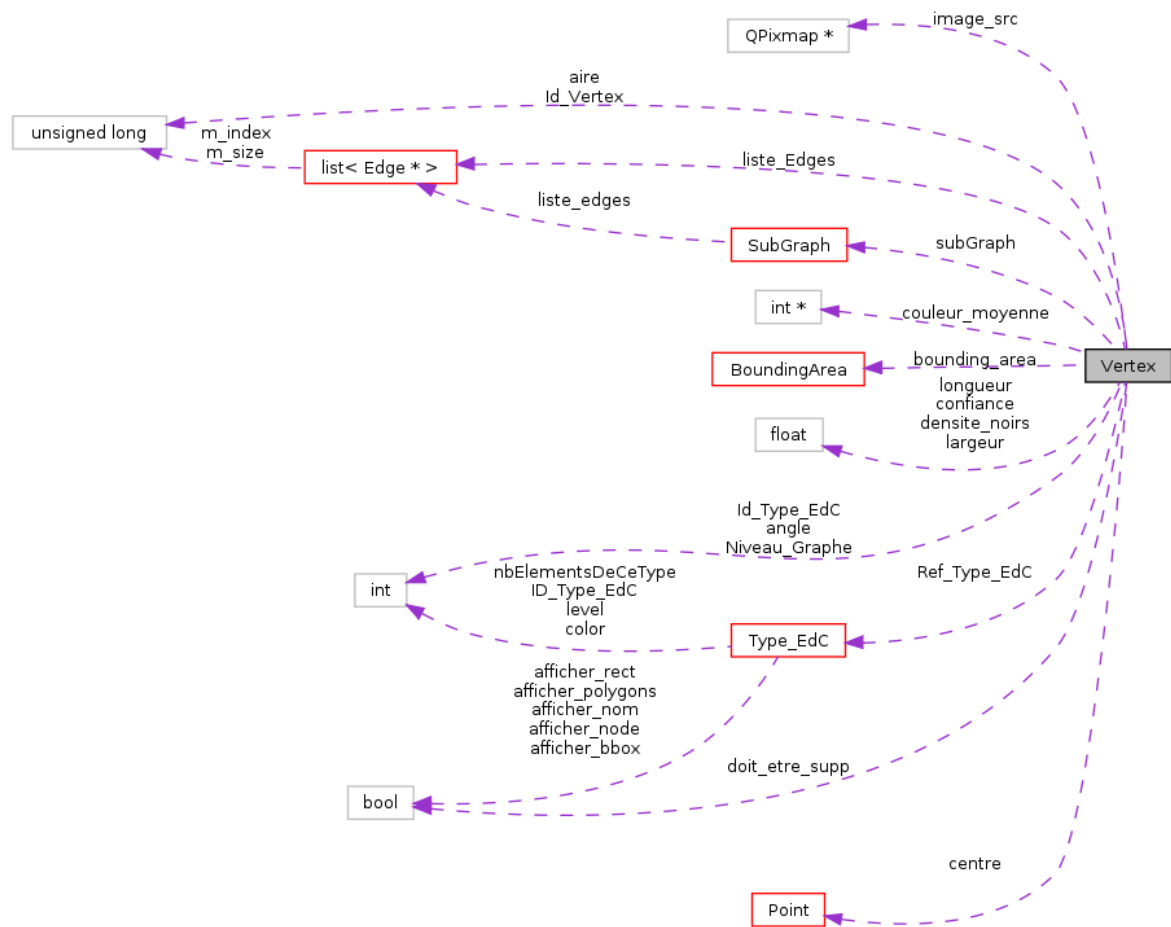 image_src
QPixmap *
aire
Id_Vertex
unsigned long
m_index
m_size
list< Edge * >
liste_Edges
liste_edges
SubGraph
subGraph
int *
couleur_moyenne
BoundingArea
bounding_area
Vertex
longueur
confiance
densite_noirs
largeur
float
Id_Type_EdC
angle
Niveau_Graphe
int
nbElementsDeCeType
ID_Type_EdC
level
color
Ref_Type_EdC
Type_EdC
afficher_rect
afficher_polygons
afficher_nom
afficher_node
afficher_bbox
doit_etre_supp
bool
centre
Point